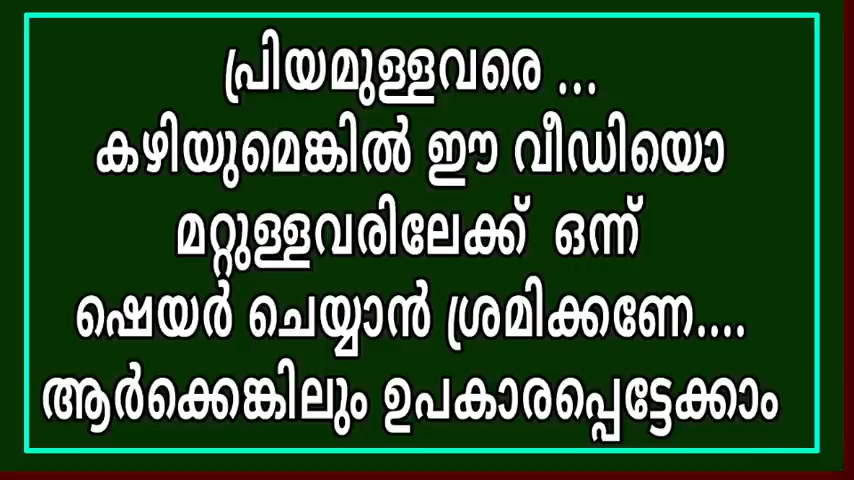 പ്രിയമുള്ളവരെ ...
കഴിയുമെങ്കിൽ ഈ വീഡിയൊ
മറ്റുള്ളവരിലേക്ക് ഒന്ന്
ഷെയർ ചെയ്യാൻ ശ്രമിക്കണേ....
ആർക്കെങ്കിലും ഉപകാരപ്പെട്ടേക്കാം